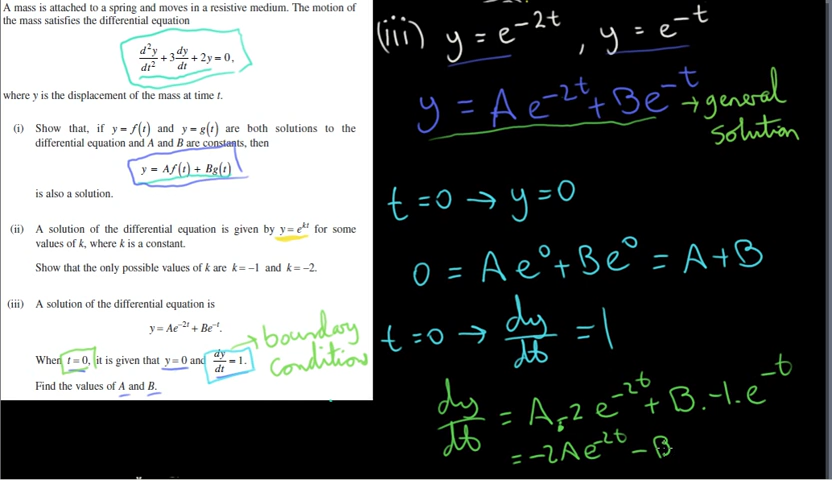 A mass is attached to a spring and moves in a resistive medium. The motion of
the mass satisfies the differential equation
d²y/dt² + 3 dy/dt + 2y = 0,
where y is the displacement of the mass at time t.
(i) Show that, if y = f(t) and y = g(t) are both solutions to the
differential equation and A and B are constants, then
y = Af(t) + Bg(t)
is also a solution.
(ii) A solution of the differential equation is given by y = e^{kt} for some
values of k, where k is a constant.
Show that the only possible values of k are k = −1 and k = −2.
(iii) A solution of the differential equation is
y = Ae^{−2t} + Be^{−t}.
When t = 0, it is given that y = 0 and dy/dt = 1.
Find the values of A and B.
→ boundary
condition
(iii) y = e^{-2t} , y = e^{-t}
y = Ae^{-2t} + Be^{-t} → general
solution
t = 0 → y = 0
0 = Ae^0 + Be^0 = A + B
t = 0 → dy/dt = 1
dy/dt = A.-2e^{-2t} + B.-1.e^{-t}
= -2Ae^{-2t} - B